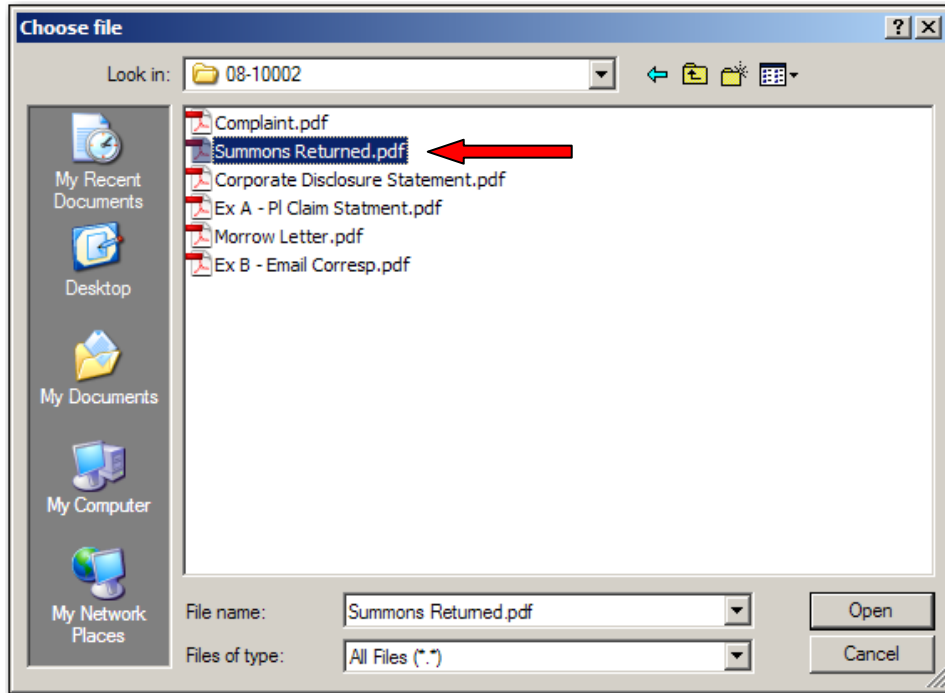 Choose file
Look in: 08-10002
My Recent
Documents
Desktop
My Documents
My Computer
My Network
Places
Complaint.pdf
Summons Returned.pdf
Corporate Disclosure Statement.pdf
Ex A - Pl Claim Statment.pdf
Morrow Letter.pdf
Ex B - Email Corresp.pdf
File name: Summons Returned.pdf Open
Files of type: All Files (*.*) Cancel